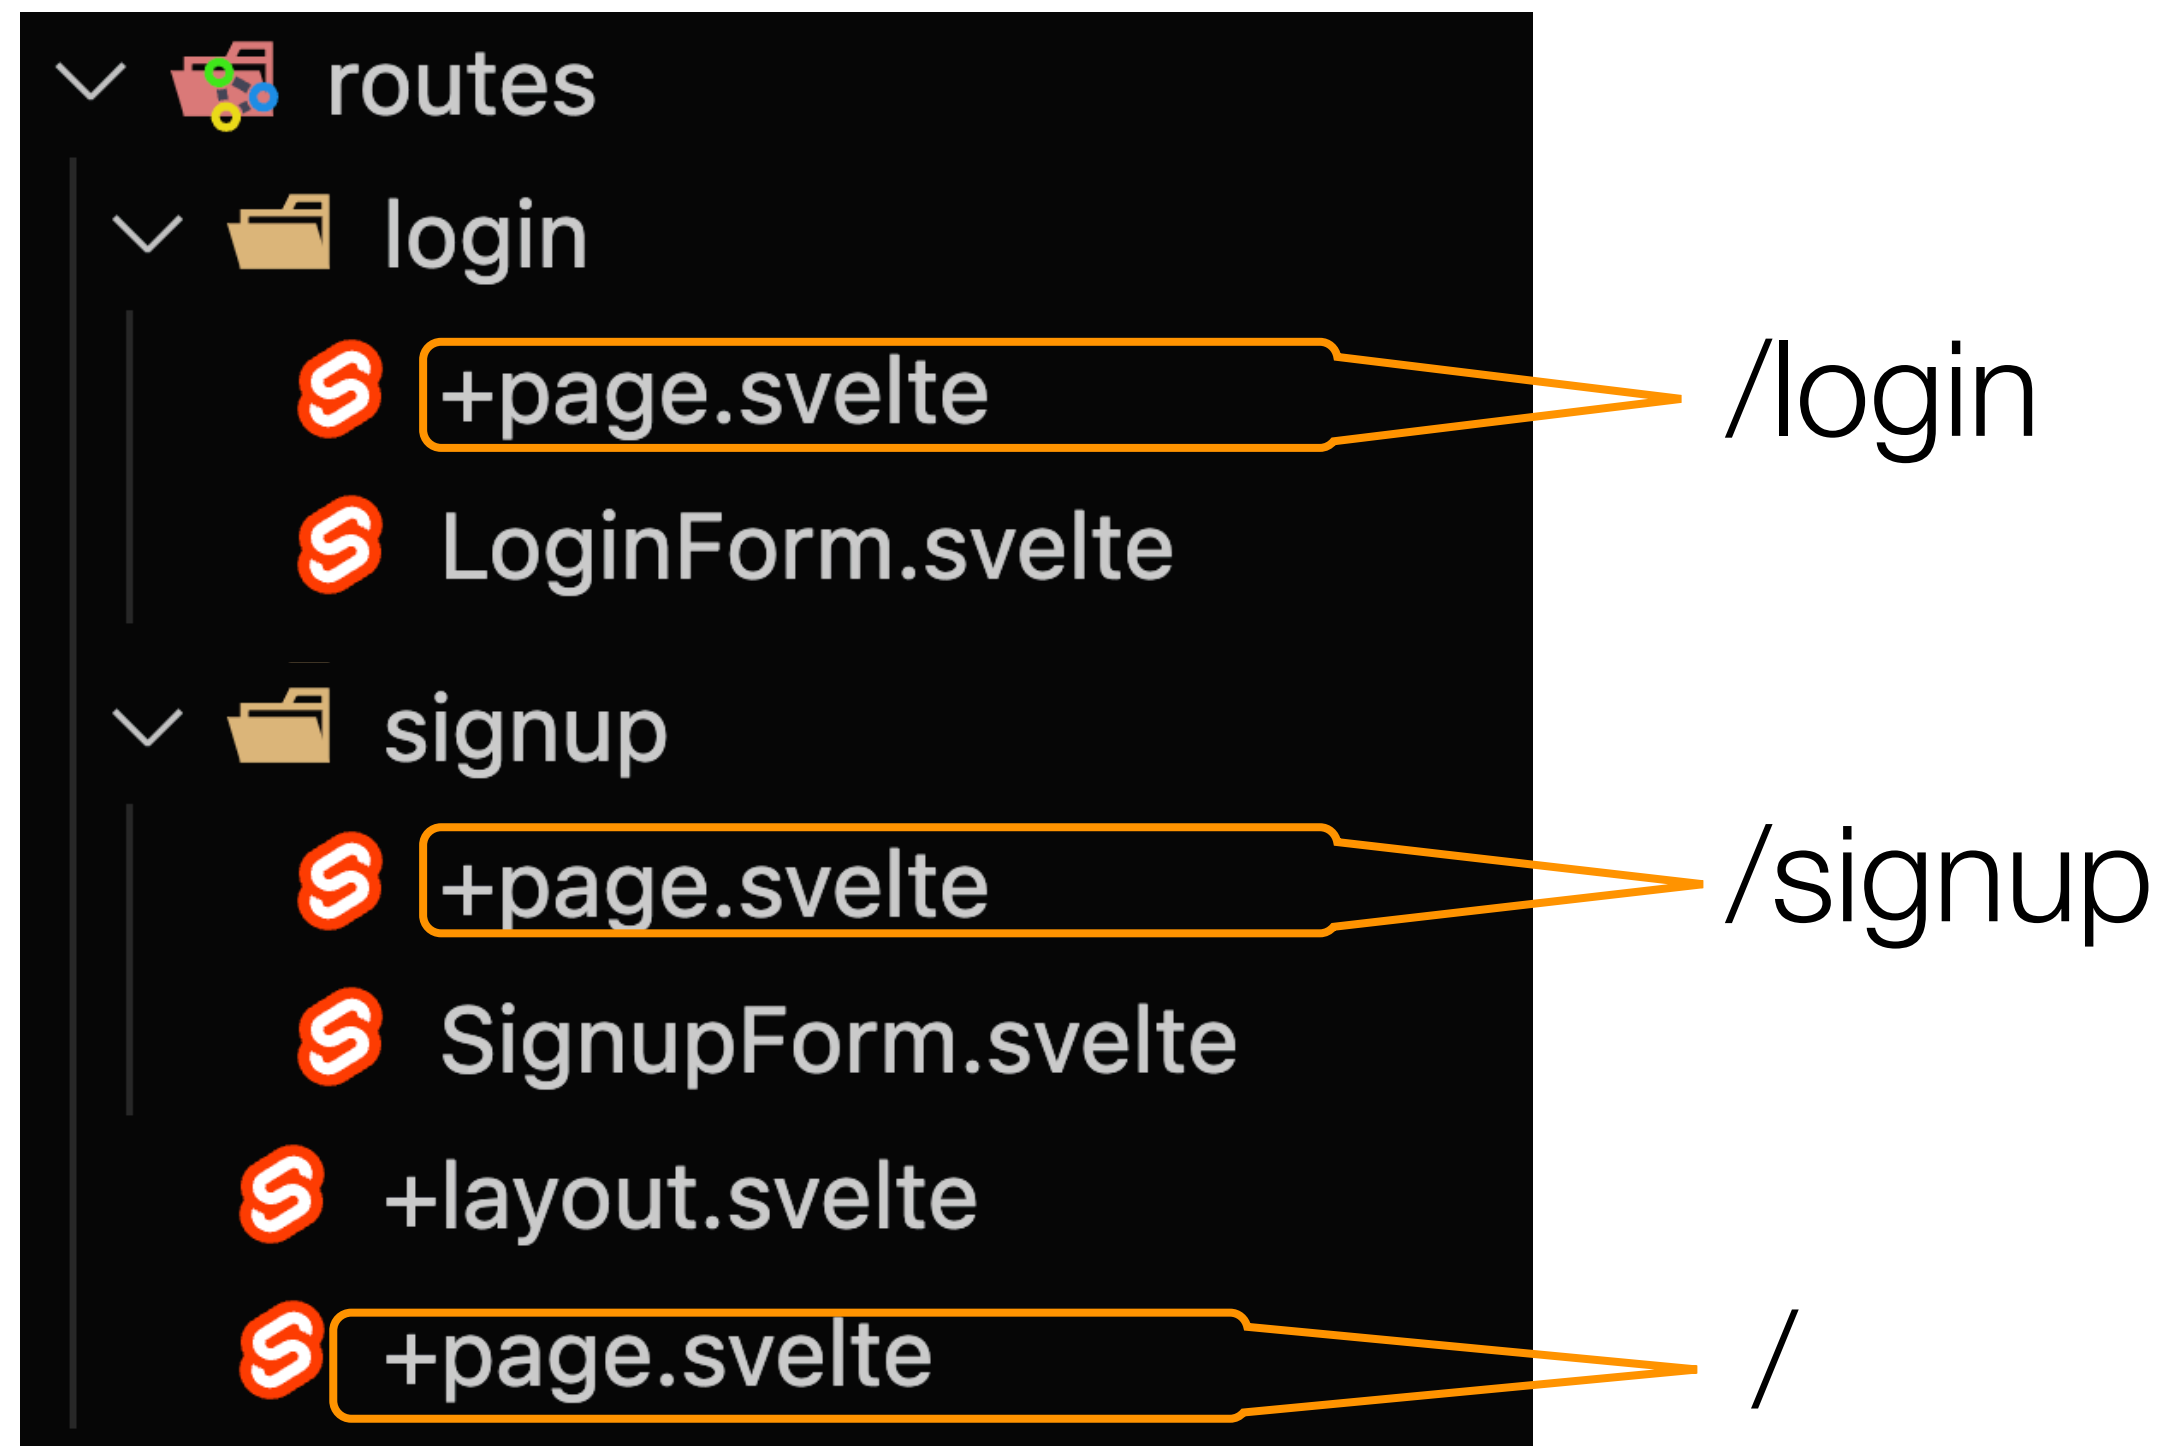 routes
login
+page.svelte
/login
LoginForm.svelte
signup
+page.svelte
/signup
SignupForm.svelte
+layout.svelte
+page.svelte
/